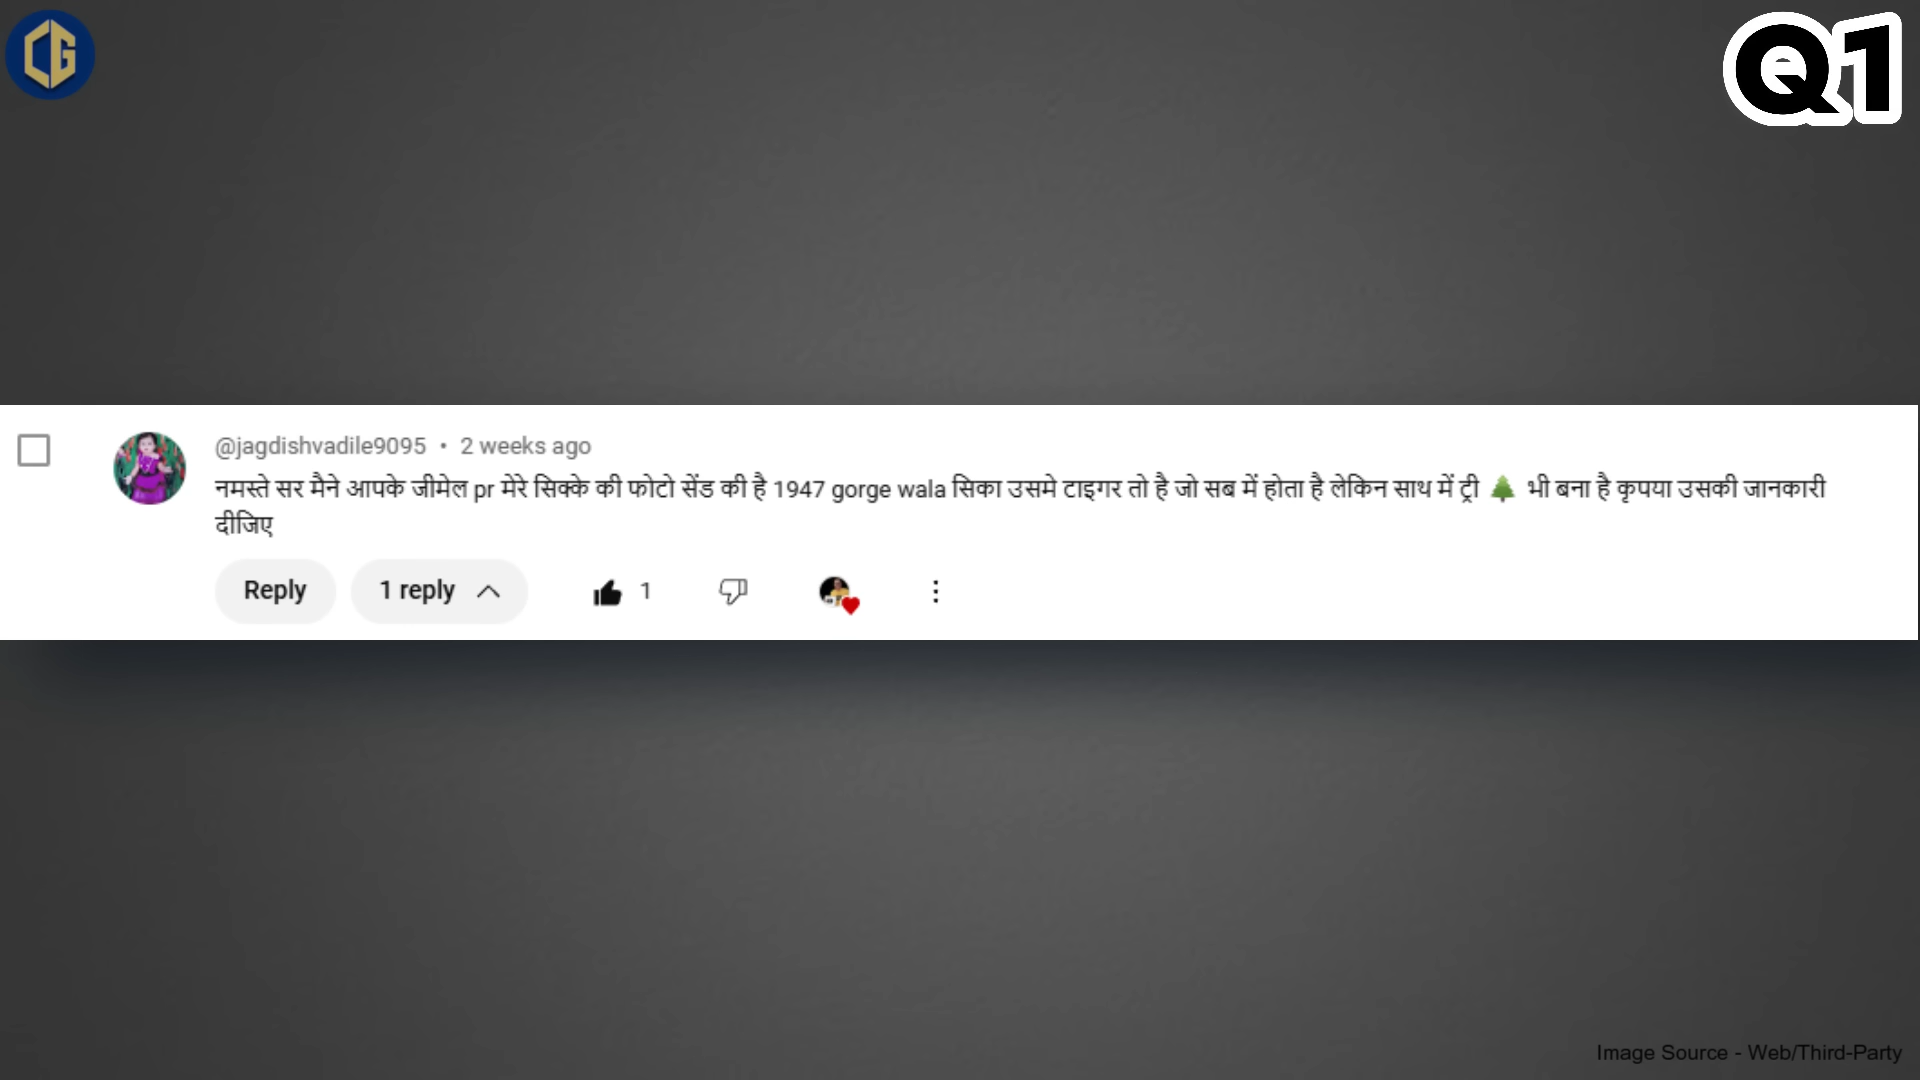 CG
Q1
@jagdishvadile9095 • 2 weeks ago
नमस्ते सर मैने आपके जीमेल pr मेरे सिक्के की फोटो सेंड की है 1947 gorge wala सिका उसमे टाइगर तो है जो सब में होता है लेकिन साथ में ट्री 🌲 भी बना है कृपया उसकी जानकारी
दीजिए
Reply 1 reply 1
Image Source - Web/Third-Party